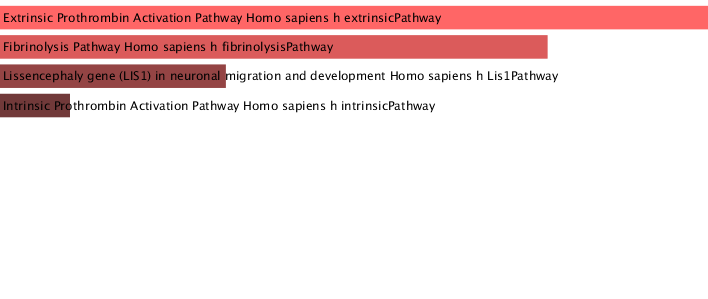 Extrinsic Prothrombin Activation Pathway Homo sapiens h extrinsicPathway
Fibrinolysis Pathway Homo sapiens h fibrinolysisPathway
Lissencephaly gene (LIS1) in neuronal migration and development Homo sapiens h Lis1Pathway
Intrinsic Prothrombin Activation Pathway Homo sapiens h intrinsicPathway